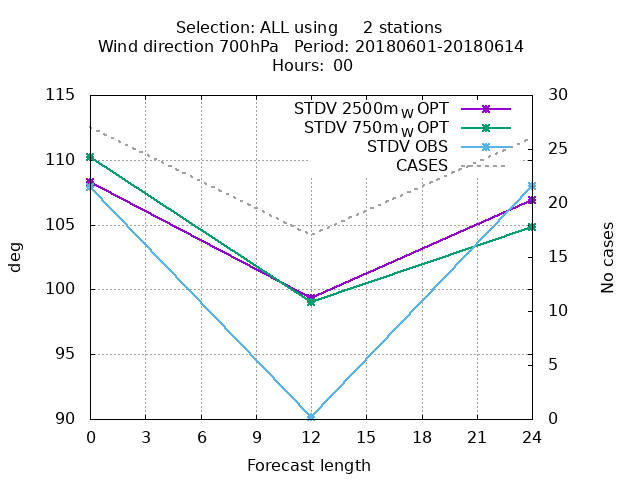 Selection: ALL using     2 stations
Wind direction 700hPa   Period: 20180601-20180614
Hours:  00
115 30
STDV 2500m W OPT
STDV 750m W OPT
STDV OBS
CASES
110 25
105 20
100 15
95 10
90 5
0
deg
No cases
0 3 6 9 12 15 18 21 24
Forecast length